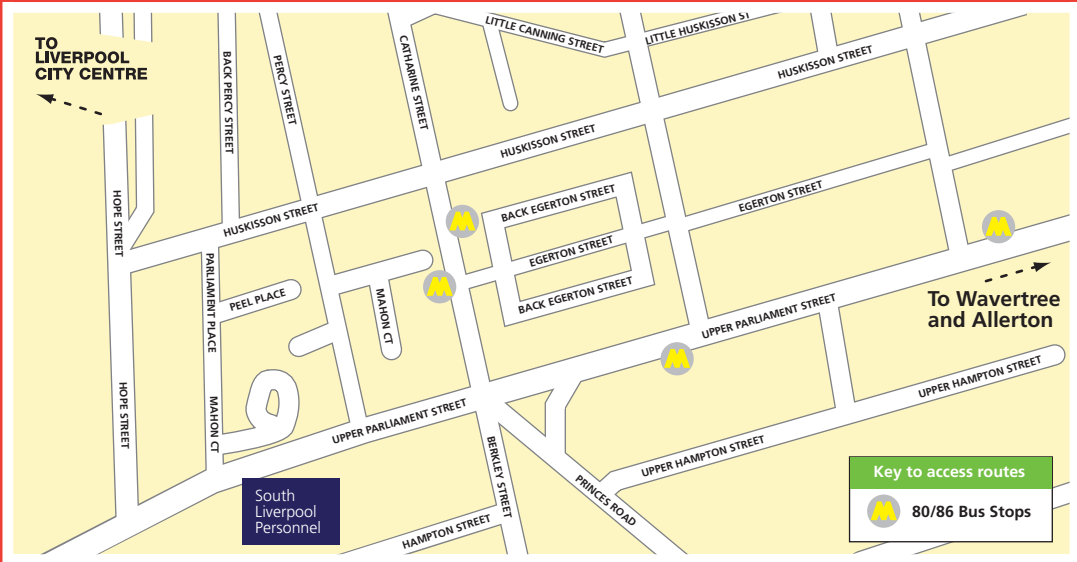 TO
LIVERPOOL
CITY CENTRE
BACK PERCY STREET
PERCY STREET
CATHARINE STREET
LITTLE CANNING STREET
LITTLE HUSKISSON ST
HUSKISSON STREET
HUSKISSON STREET
HUSKISSON STREET
HOPE STREET
BACK EGERTON STREET
EGERTON STREET
EGERTON STREET
BACK EGERTON STREET
PARLIAMENT PLACE
PEEL PLACE
MAHON CT
To Wavertree
and Allerton
UPPER PARLIAMENT STREET
HOPE STREET
MAHON CT
UPPER PARLIAMENT STREET
UPPER HAMPTON STREET
UPPER HAMPTON STREET
BERKLEY STREET
PRINCES ROAD
HAMPTON STREET
South
Liverpool
Personnel
Key to access routes
80/86 Bus Stops